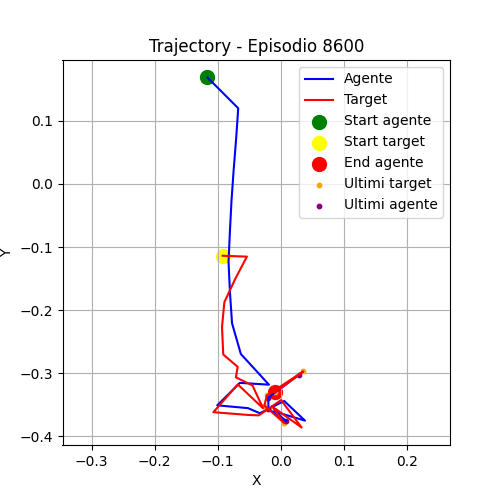 Trajectory - Episodio 8600
Agente
Target
Start agente
Start target
End agente
Ultimi target
Ultimi agente
0.1
0.0
−0.1
−0.2
−0.3
−0.4
Y
−0.3
−0.2
−0.1
0.0
0.1
0.2
X